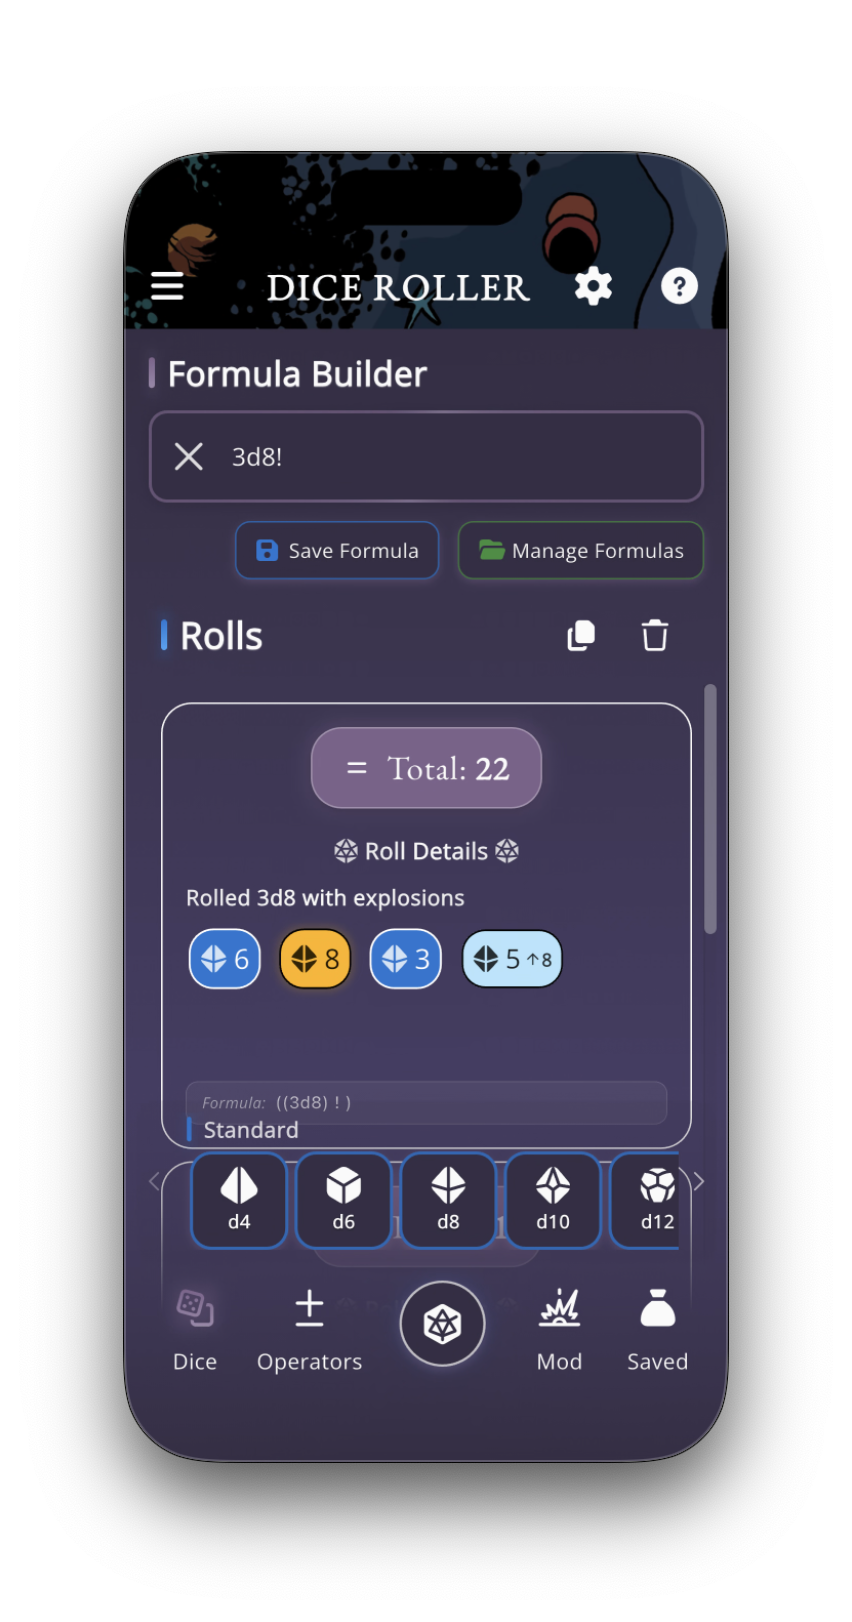 DICE ROLLER
Formula Builder
3d8!
Save Formula
Manage Formulas
Rolls
= Total: 22
Roll Details
Rolled 3d8 with explosions
6
8
3
5 ↑8
Formula: ((3d8) ! )
Standard
d4
d6
d8
d10
d12
Dice
Operators
Mod
Saved